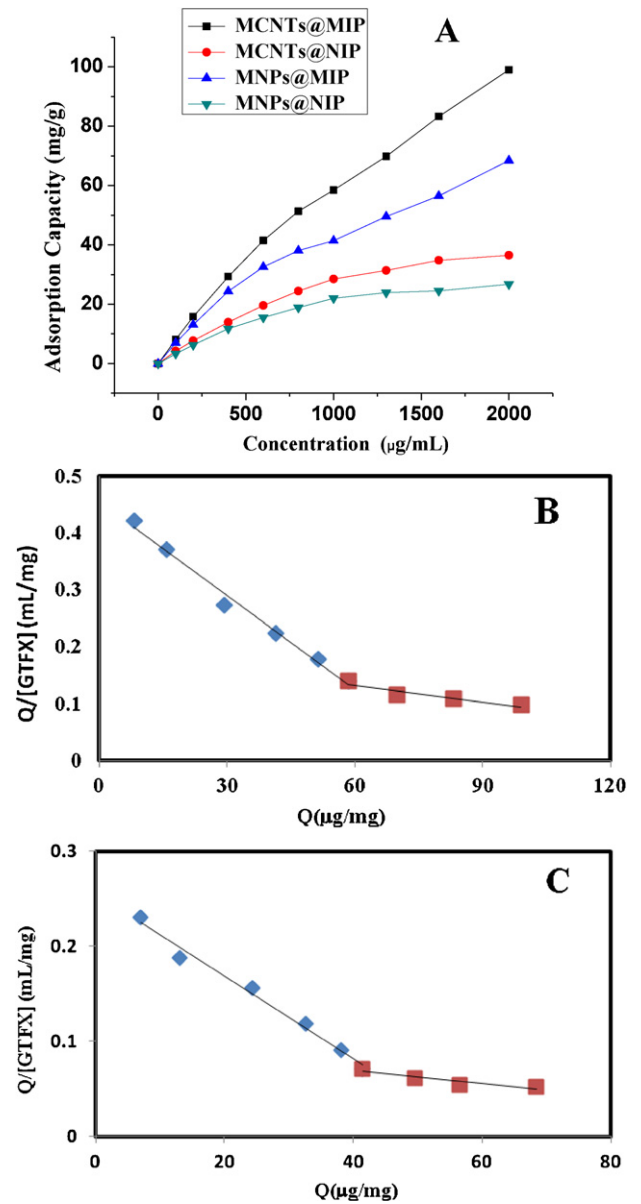 MCNTs@MIP
MCNTs@NIP
MNPs@MIP
MNPs@NIP
A
100
80
60
40
20
0
Adsorption Capacity (mg/g)
0 500 1000 1500 2000
Concentration (µg/mL)
B
0.5
0.4
0.3
0.2
0.1
0
Q/[GTFX] (mL/mg)
0 30 60 90 120
Q(µg/mg)
C
0.3
0.2
0.1
0
Q/[GTFX] (mL/mg)
0 20 40 60 80
Q(µg/mg)